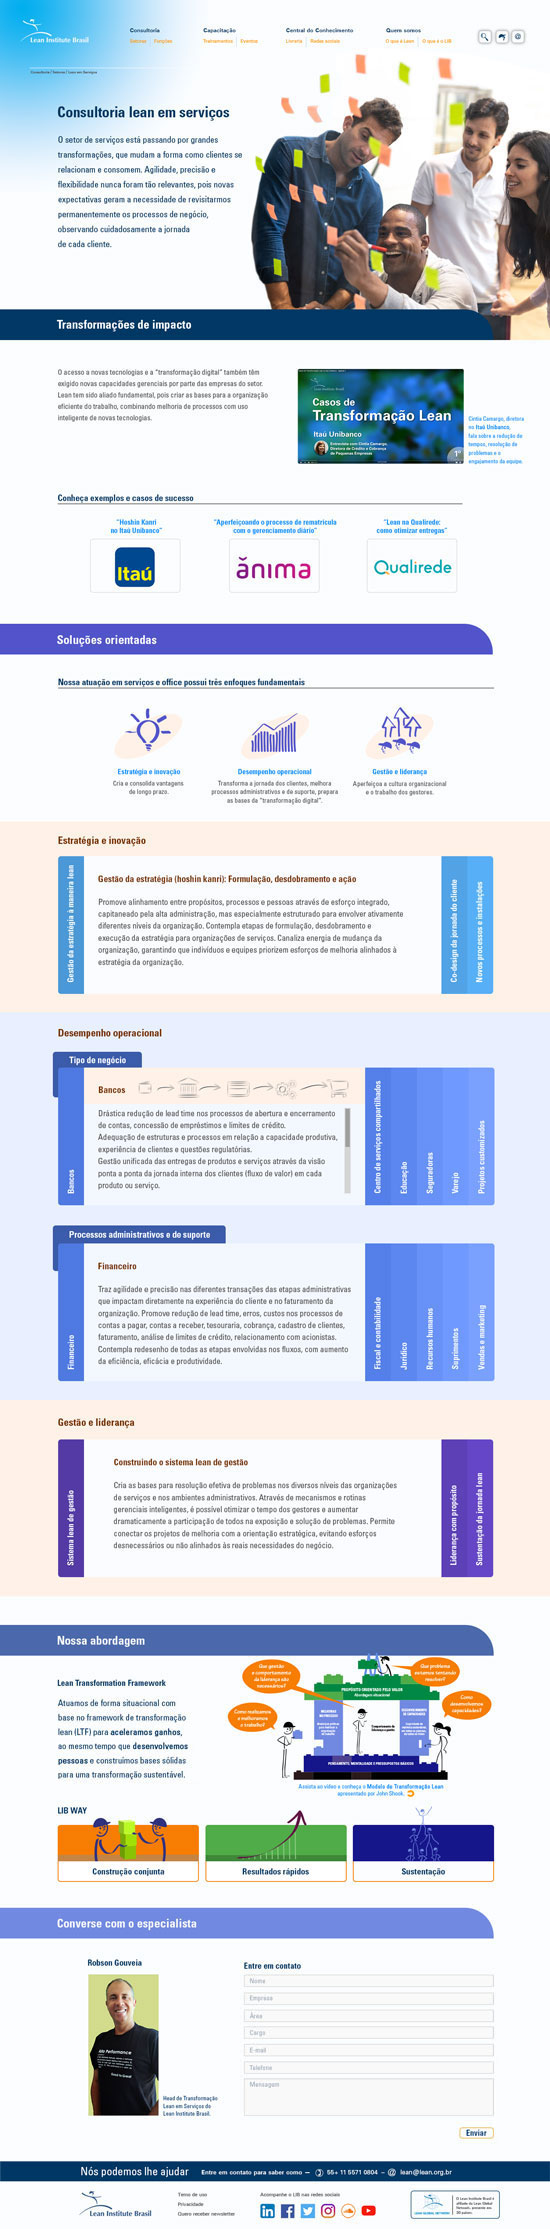 Lean Institute Brasil
Consultoria
Setores Funções
Capacitação
Treinamentos Eventos
Central do Conhecimento
Livraria Redes sociais
Quem somos
O que é Lean O que é o LIB
Consultoria / Setores / Lean em Serviços
Consultoria lean em serviços
O setor de serviços está passando por grandes
transformações, que mudam a forma como clientes se
relacionam e consomem. Agilidade, precisão e
flexibilidade nunca foram tão relevantes, pois novas
expectativas geram a necessidade de revisitarmos
permanentemente os processos de negócio,
observando cuidadosamente a jornada
de cada cliente.
Transformações de impacto
O acesso a novas tecnologias e a "transformação digital" também têm
exigido novas capacidades gerenciais por parte das empresas do setor.
Lean tem sido aliado fundamental, pois criar as bases para a organização
eficiente do trabalho, combinando melhoria de processos com uso
inteligente de novas tecnologias.
Lean Institute Brasil
Casos de
Transformação Lean
Itaú Unibanco
Entrevista com Cintia Camargo,
Diretora de Crédito e Cobrança
de Pequenas Empresas
1º
Cintia Camargo, diretora
no Itaú Unibanco,
fala sobre a redução de
tempos, resolução de
problemas e o
engajamento da equipe.
Conheça exemplos e casos de sucesso
"Hoshin Kanri
no Itaú Unibanco"
"Aperfeiçoando o processo de rematrícula
com o gerenciamento diário"
"Lean na Qualirede:
como otimizar entregas"
Itaú
ănima
Qualirede
Soluções orientadas
Nossa atuação em serviços e office possui três enfoques fundamentais
Estratégia e inovação
Cria e consolida vantagens
de longo prazo.
Desempenho operacional
Transforma a jornada dos clientes, melhora
processos administrativos e de suporte, prepara
as bases da "transformação digital".
Gestão e liderança
Aperfeiçoa a cultura organizacional
e o trabalho dos gestores.
Estratégia e inovação
Gestão da estratégia à maneira lean
Gestão da estratégia (hoshin kanri): Formulação, desdobramento e ação
Promove alinhamento entre propósitos, processos e pessoas através de esforço integrado,
capitaneado pela alta administração, mas especialmente estruturado para envolver ativamente
diferentes níveis da organização. Contempla etapas de formulação, desdobramento e
execução da estratégia para organizações de serviços. Canaliza energia de mudança da
organização, garantindo que indivíduos e equipes priorizem esforços de melhoria alinhados à
estratégia da organização.
Co-design da jornada do cliente
Novos processos e instalações
Desempenho operacional
Tipo de negócio
Bancos
Bancos
Drástica redução de lead time nos processos de abertura e encerramento
de contas, concessão de empréstimos e limites de crédito.
Adequação de estruturas e processos em relação a capacidade produtiva,
experiência de clientes e questões regulatórias.
Gestão unificada das entregas de produtos e serviços através da visão
ponta a ponta da jornada interna dos clientes (fluxo de valor) em cada
produto ou serviço.
Centro de serviços compartilhados
Educação
Seguradoras
Varejo
Projetos customizados
Processos administrativos e de suporte
Financeiro
Financeiro
Traz agilidade e precisão nas diferentes transações das etapas administrativas
que impactam diretamente na experiência do cliente e no faturamento da
organização. Promove redução de lead time, erros, custos nos processos de
contas a pagar, contas a receber, tesouraria, cobrança, cadastro de clientes,
faturamento, análise de limites de crédito, relacionamento com acionistas.
Contempla redesenho de todas as etapas envolvidas nos fluxos, com aumento
da eficiência, eficácia e produtividade.
Fiscal e contabilidade
Jurídico
Recursos humanos
Suprimentos
Vendas e marketing
Gestão e liderança
Sistema lean de gestão
Construindo o sistema lean de gestão
Cria as bases para resolução efetiva de problemas nos diversos níveis das organizações
de serviços e nos ambientes administrativos. Através de mecanismos e rotinas
gerenciais inteligentes, é possível otimizar o tempo dos gestores e aumentar
dramaticamente a participação de todos na exposição e solução de problemas. Permite
conectar os projetos de melhoria com a orientação estratégica, evitando esforços
desnecessários ou não alinhados às reais necessidades do negócio.
Liderança com propósito
Sustentação da jornada lean
Nossa abordagem
Lean Transformation Framework
Atuamos de forma situacional com
base no framework de transformação
lean (LTF) para aceleramos ganhos,
ao mesmo tempo que desenvolvemos
pessoas e construímos bases sólidas
para uma transformação sustentável.
Que gestão
e comportamento
da liderança são
necessários?
Que problema
estamos tentando
resolver?
Como realizamos
e melhoramos
o trabalho?
Como
desenvolvemos
capacidades?
PROPÓSITO ORIENTADO PELO VALOR
Abordagem situacional
PENSAMENTO, MENTALIDADE E PRESSUPOSTOS BÁSICOS
Assista ao vídeo e conheça o Modelo de Transformação Lean
apresentado por John Shook.
LIB WAY
Construção conjunta
Resultados rápidos
Sustentação
Converse com o especialista
Robson Gouveia
Head de Transformação
Lean em Serviços do
Lean Institute Brasil.
Entre em contato
Nome
Empresa
Área
Cargo
E-mail
Telefone
Mensagem
Enviar
Nós podemos lhe ajudar Entre em contato para saber como – 55+ 11 5571 0804 – @ lean@lean.org.br
Lean Institute Brasil
Temo de uso
Privacidade
Quero receber newsletter
Acompanhe o LIB nas redes sociais
O Lean Institute Brasil é
afiliado da Lean Global
Network, presente em
30 países.